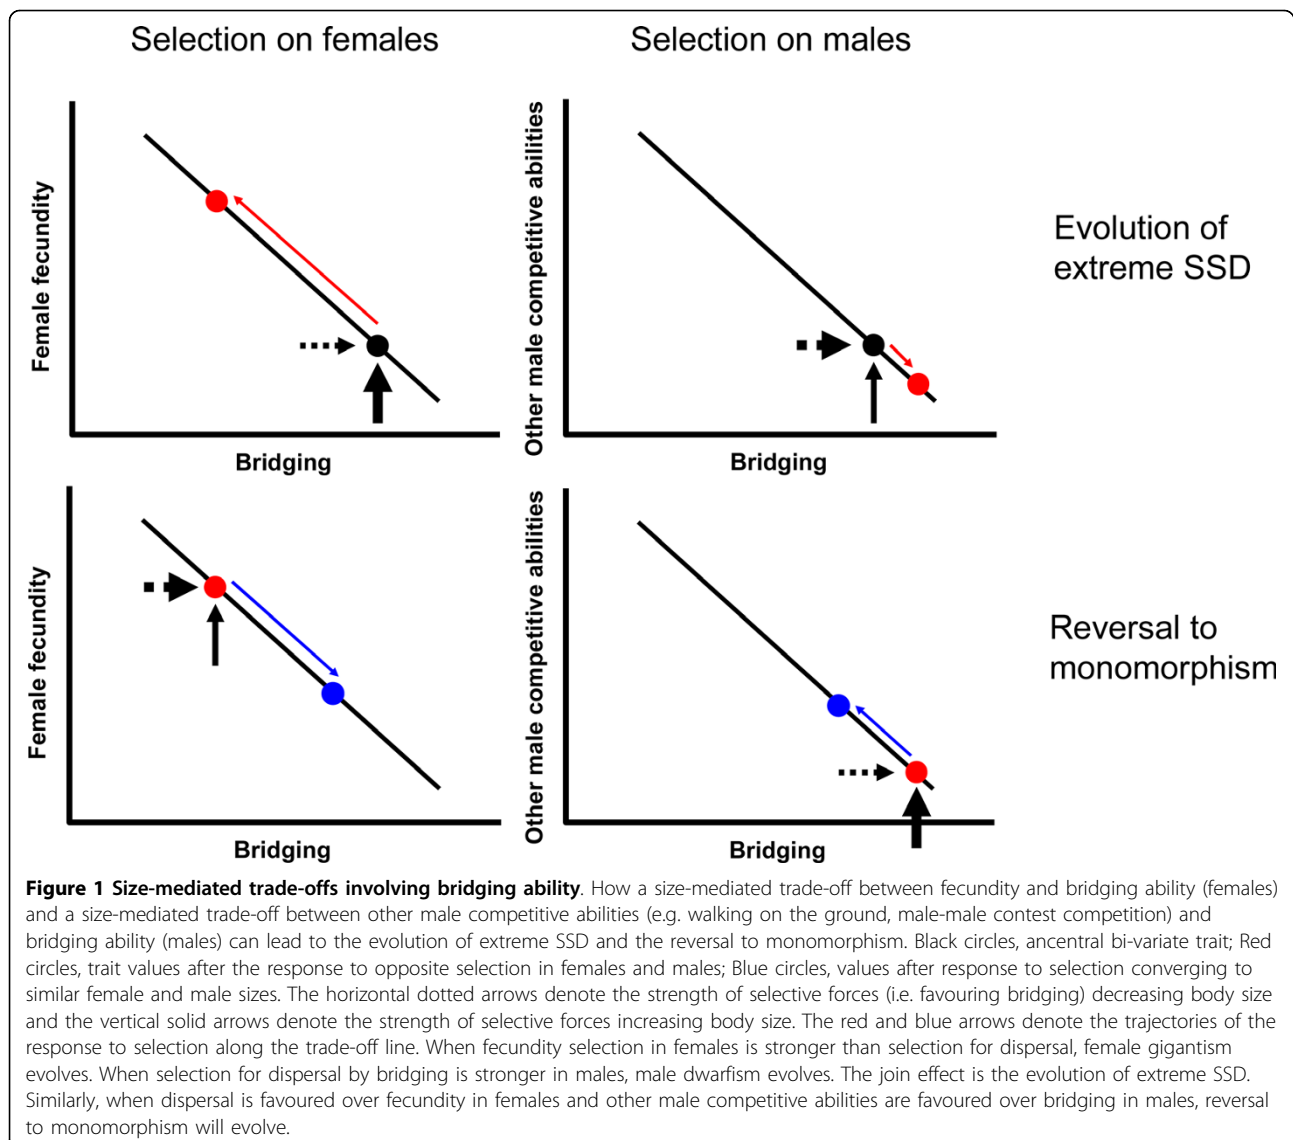 Selection on females
Selection on males
Female fecundity
Bridging
Other male competitive abilities
Bridging
Evolution of
extreme SSD
Female fecundity
Bridging
Other male competitive abilities
Bridging
Reversal to
monomorphism
Figure 1 Size-mediated trade-offs involving bridging ability. How a size-mediated trade-off between fecundity and bridging ability (females)
and a size-mediated trade-off between other male competitive abilities (e.g. walking on the ground, male-male contest competition) and
bridging ability (males) can lead to the evolution of extreme SSD and the reversal to monomorphism. Black circles, ancentral bi-variate trait; Red
circles, trait values after the response to opposite selection in females and males; Blue circles, values after response to selection converging to
similar female and male sizes. The horizontal dotted arrows denote the strength of selective forces (i.e. favouring bridging) decreasing body size
and the vertical solid arrows denote the strength of selective forces increasing body size. The red and blue arrows denote the trajectories of the
response to selection along the trade-off line. When fecundity selection in females is stronger than selection for dispersal, female gigantism
evolves. When selection for dispersal by bridging is stronger in males, male dwarfism evolves. The join effect is the evolution of extreme SSD.
Similarly, when dispersal is favoured over fecundity in females and other male competitive abilities are favoured over bridging in males, reversal
to monomorphism will evolve.